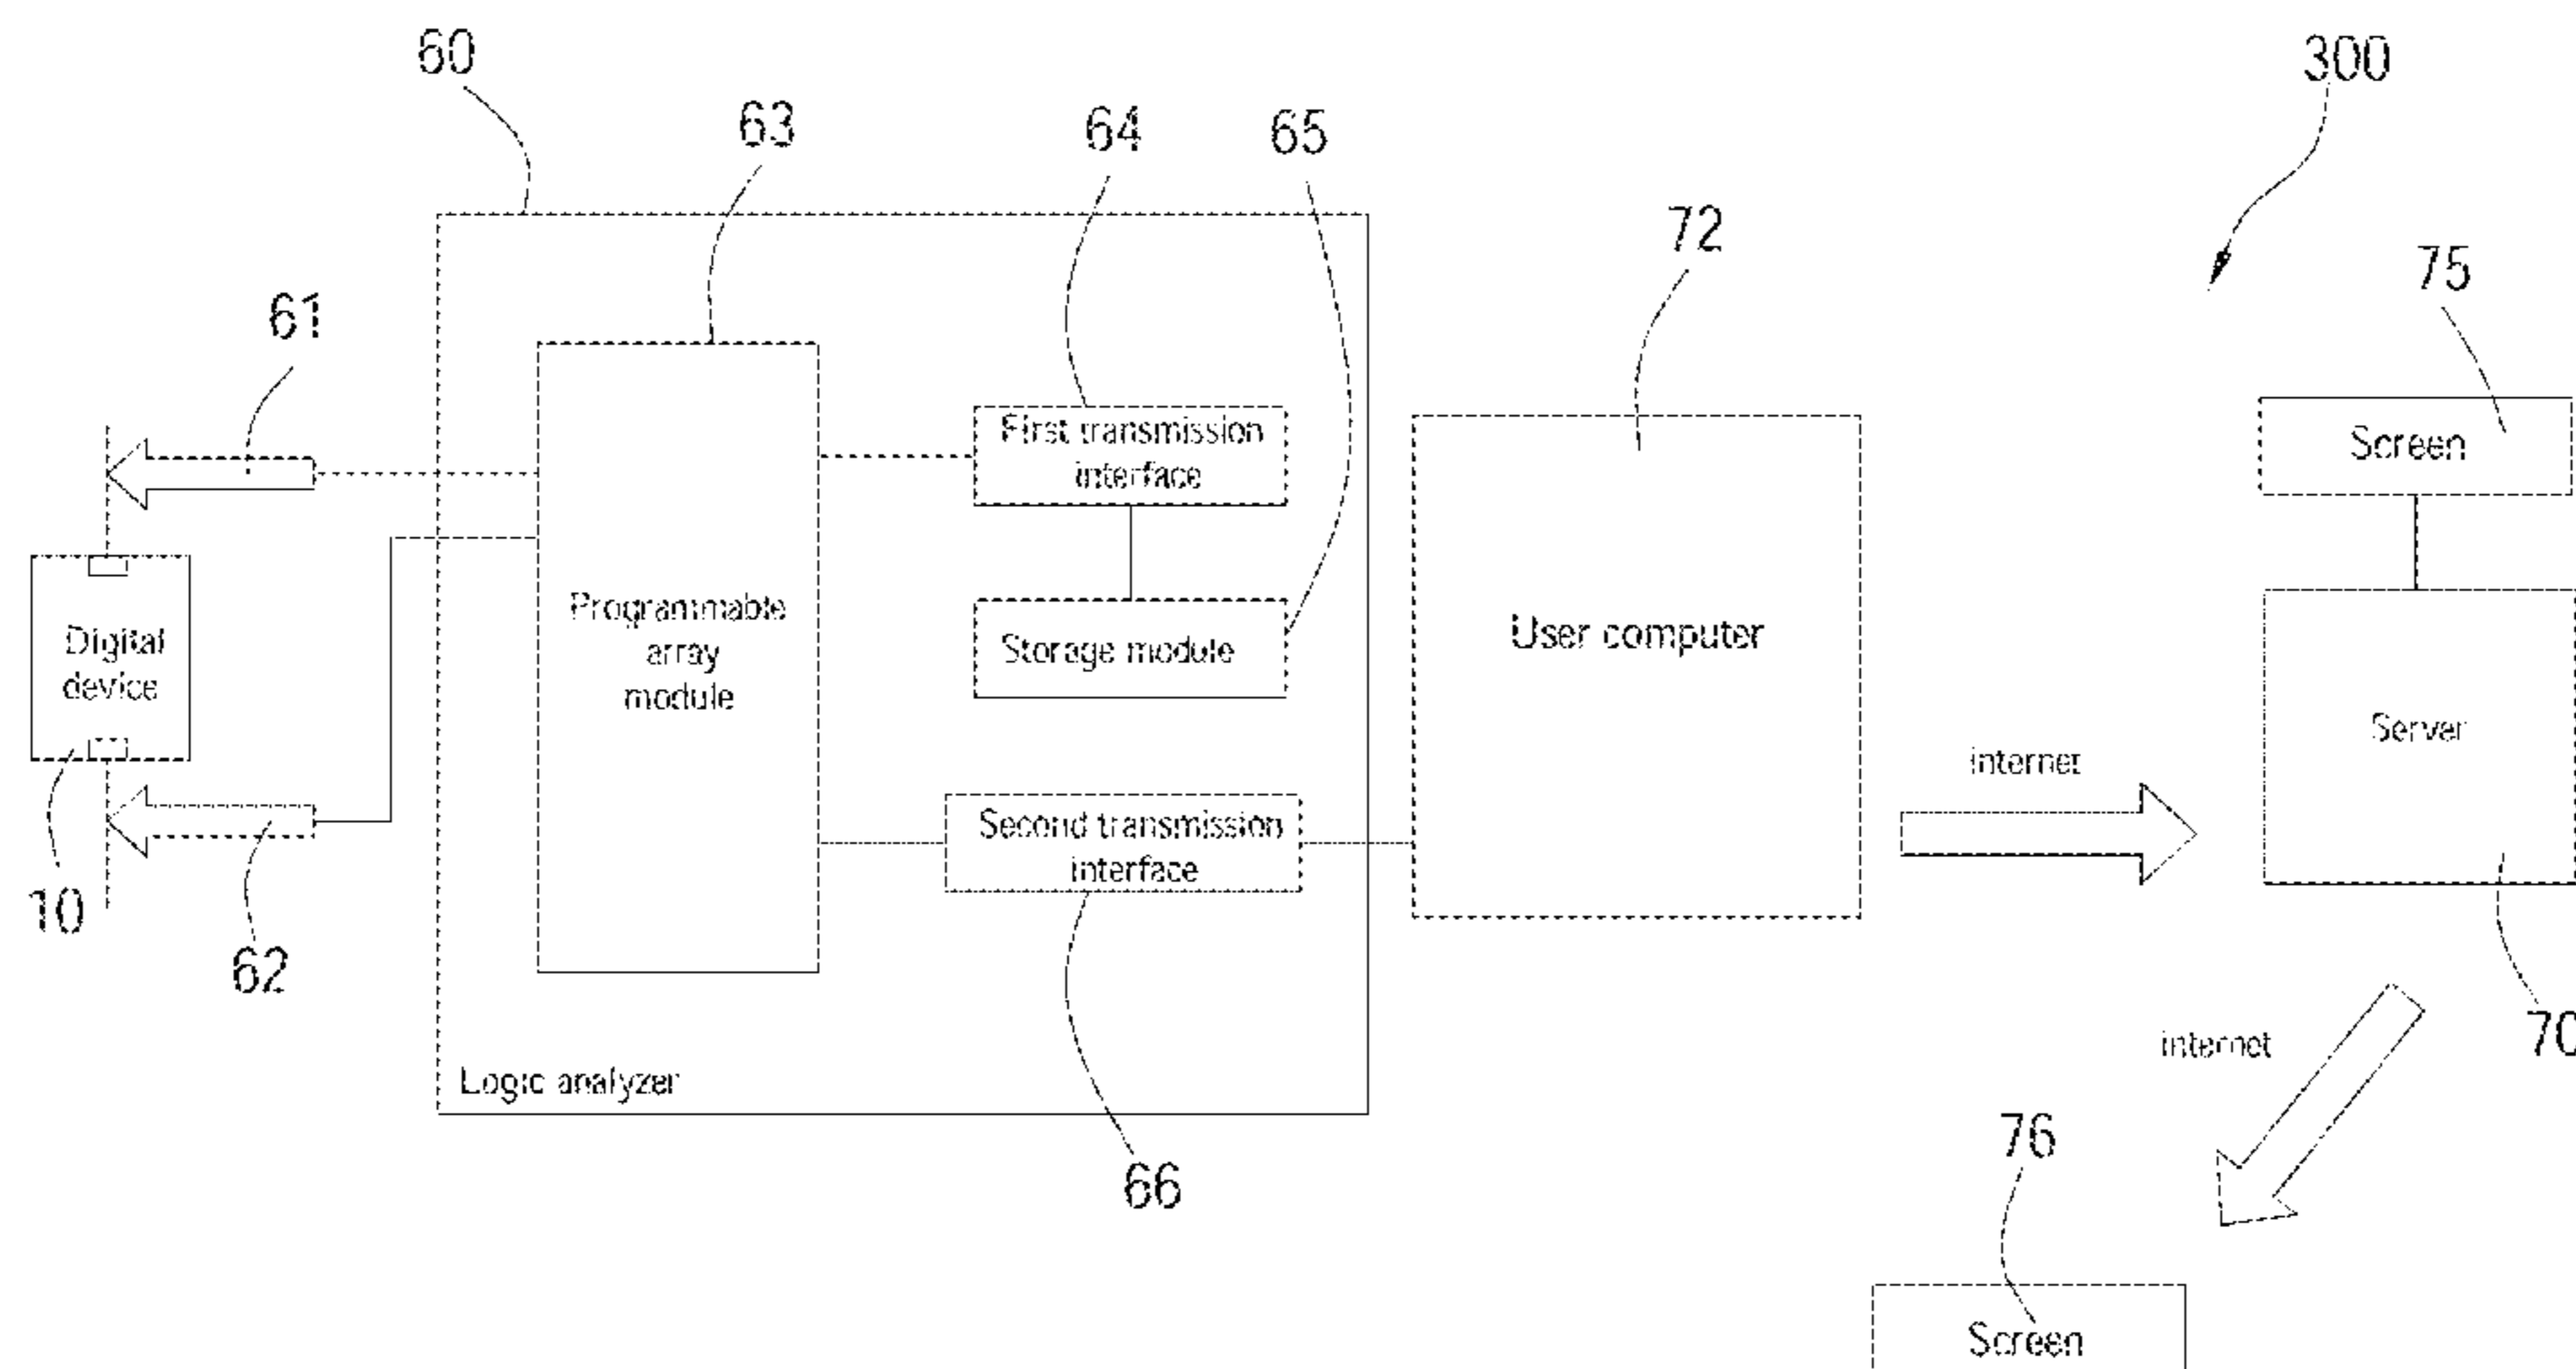 60
300
63
64
65
72
75
61
First transmission
interface
Screen
Programmable
array
module
Digital
device
Storage module
User computer
Server
internet
Second transmission
interface
10
62
internet
70
Logic analyzer
76
66
Screen